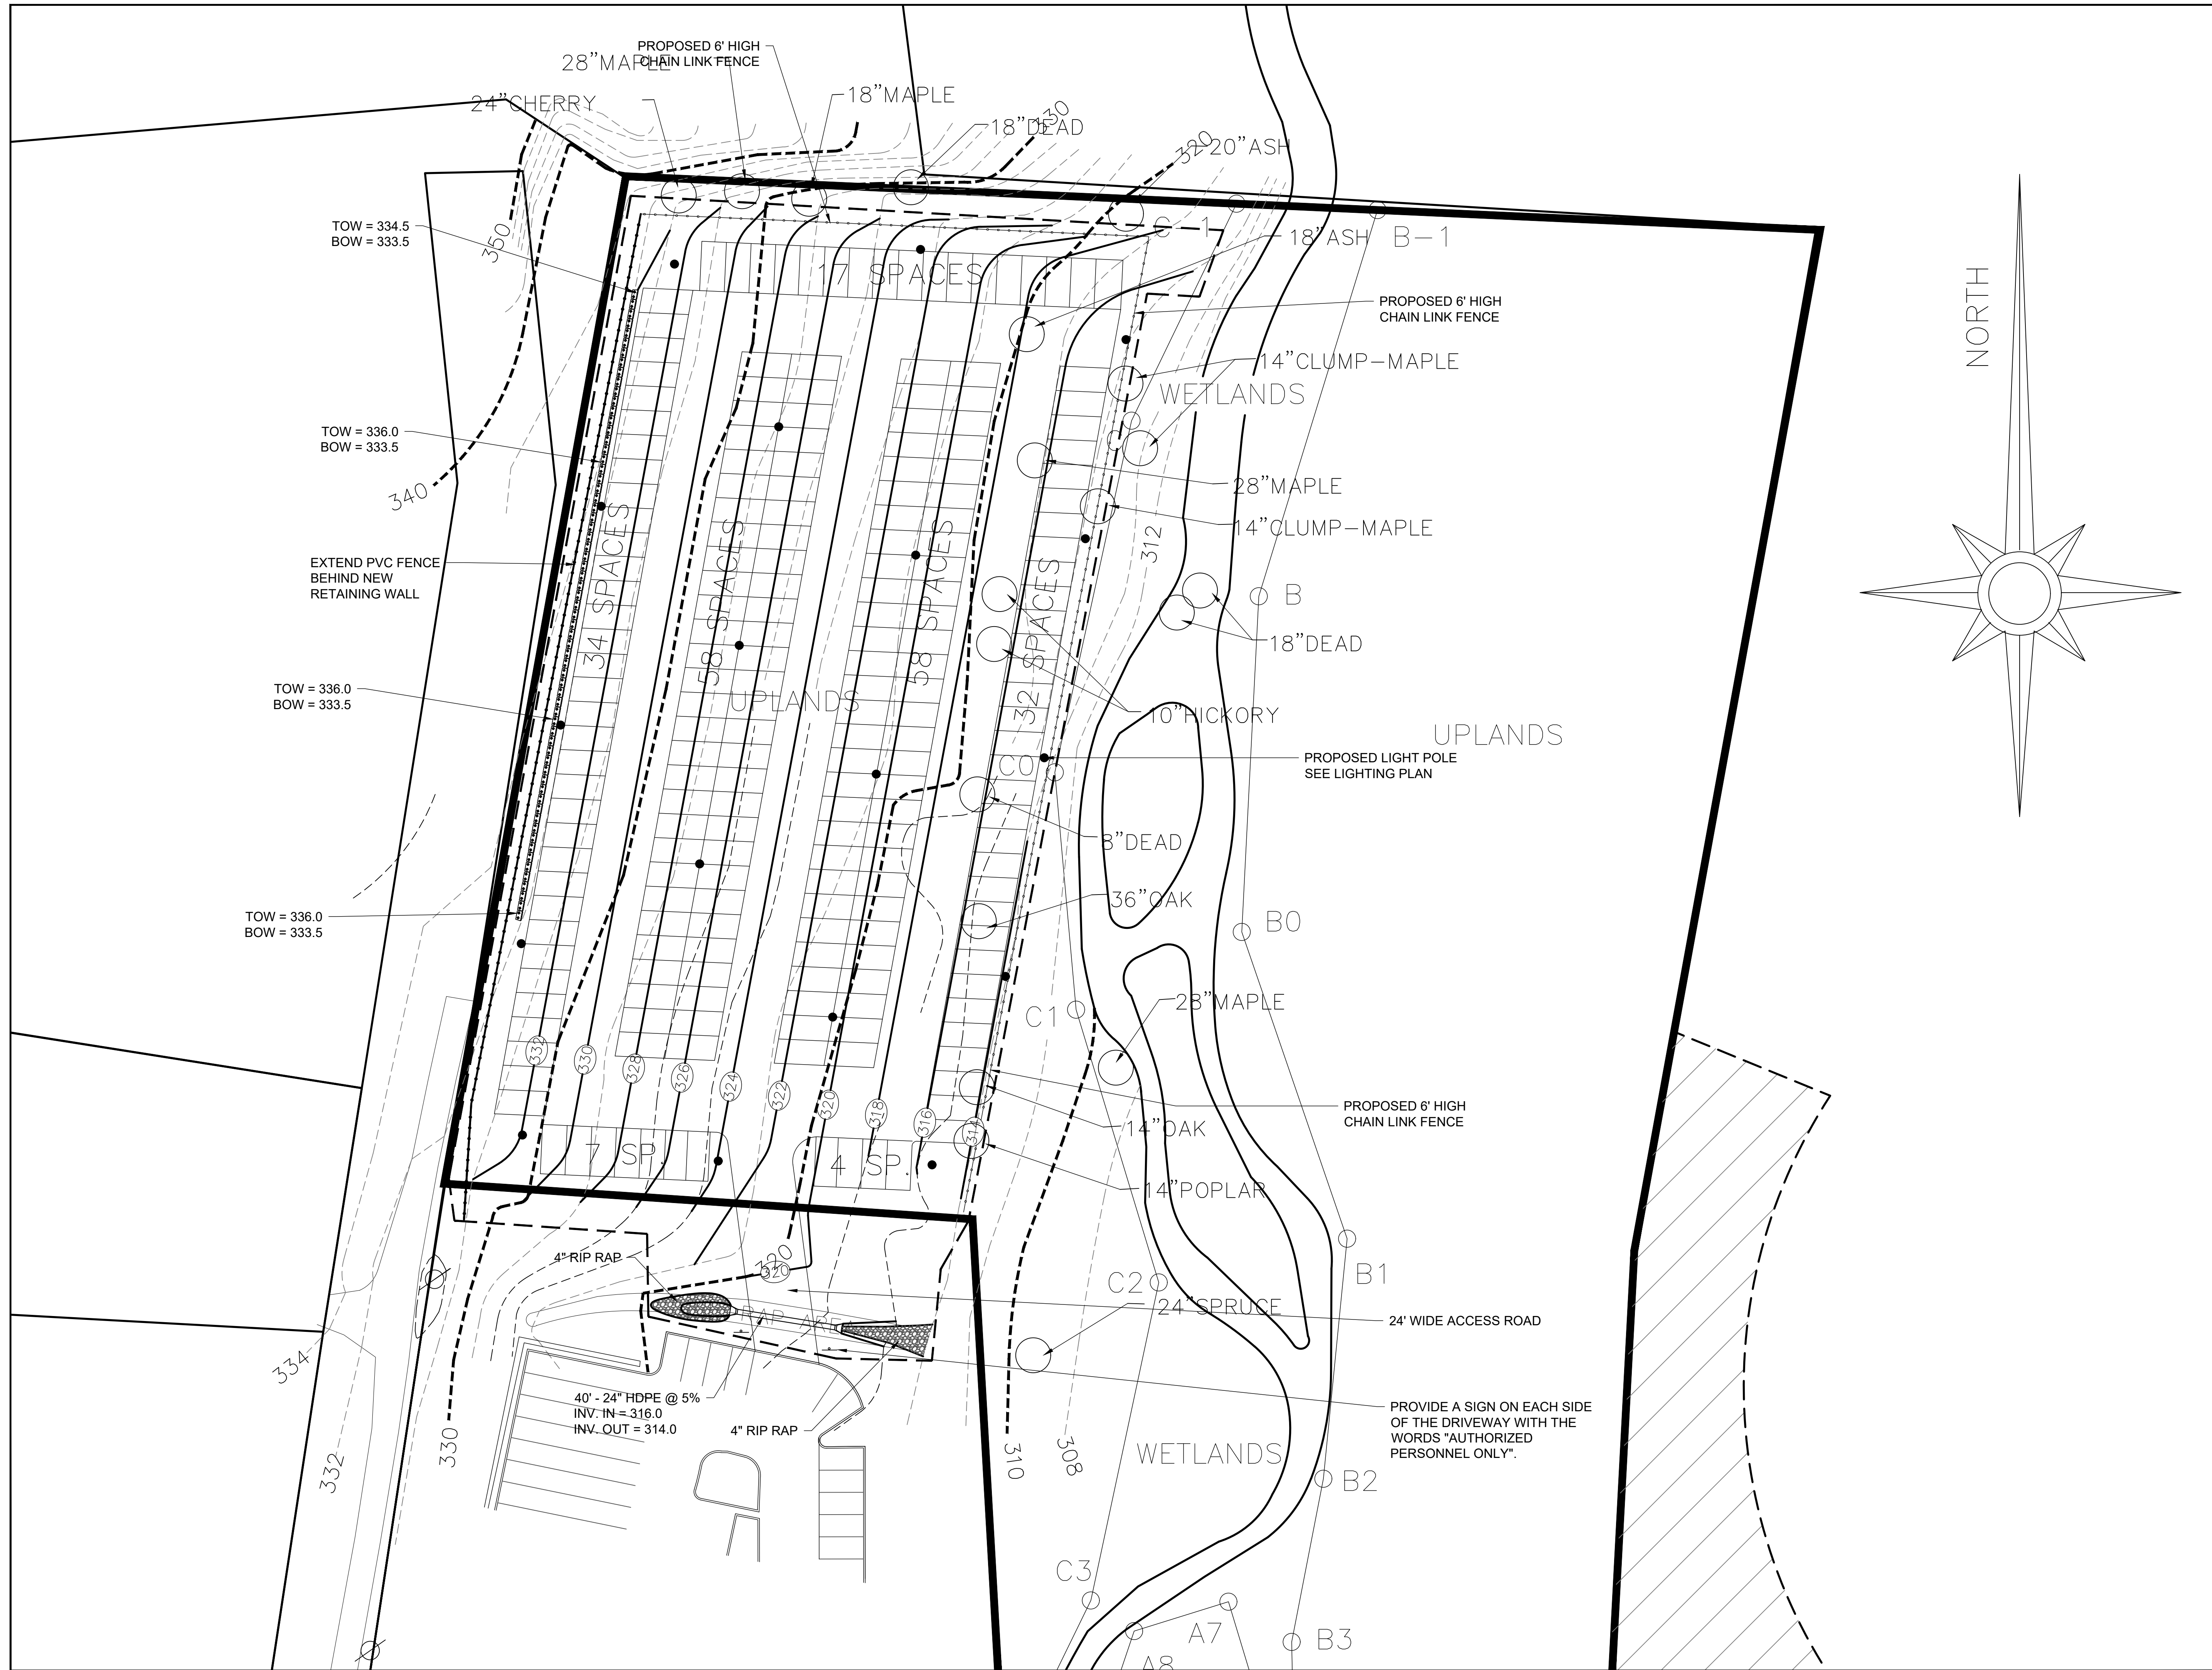 PROPOSED 6' HIGH
CHAIN LINK FENCE
28"MAPLE
24"CHERRY
18"MAPLE
18"DEAD
330
320
20"ASH
TOW = 334.5
BOW = 333.5
350
C-1
18"ASH
B-1
17 SPACES
NORTH
PROPOSED 6' HIGH
CHAIN LINK FENCE
14"CLUMP-MAPLE
WETLANDS
TOW = 336.0
BOW = 333.5
340
28"MAPLE
14"CLUMP-MAPLE
312
EXTEND PVC FENCE
BEHIND NEW
RETAINING WALL
34 SPACES
58 SPACES
58 SPACES
32 SPACES
B
18"DEAD
TOW = 336.0
BOW = 333.5
UPLANDS
10"HICKORY
UPLANDS
C0
PROPOSED LIGHT POLE
SEE LIGHTING PLAN
8"DEAD
36"OAK
TOW = 336.0
BOW = 333.5
B0
28"MAPLE
C1
332
330
328
326
324
322
320
318
316
314
PROPOSED 6' HIGH
CHAIN LINK FENCE
14"OAK
7 SP.
4 SP.
14"POPLAR
4" RIP RAP
320
B1
C2
24"SPRUCE
24' WIDE ACCESS ROAD
334
40' - 24" HDPE @ 5%
INV. IN = 316.0
INV. OUT = 314.0
4" RIP RAP
PROVIDE A SIGN ON EACH SIDE
OF THE DRIVEWAY WITH THE
WORDS "AUTHORIZED
PERSONNEL ONLY".
332
330
310
308
WETLANDS
B2
C3
A7
B3
A8